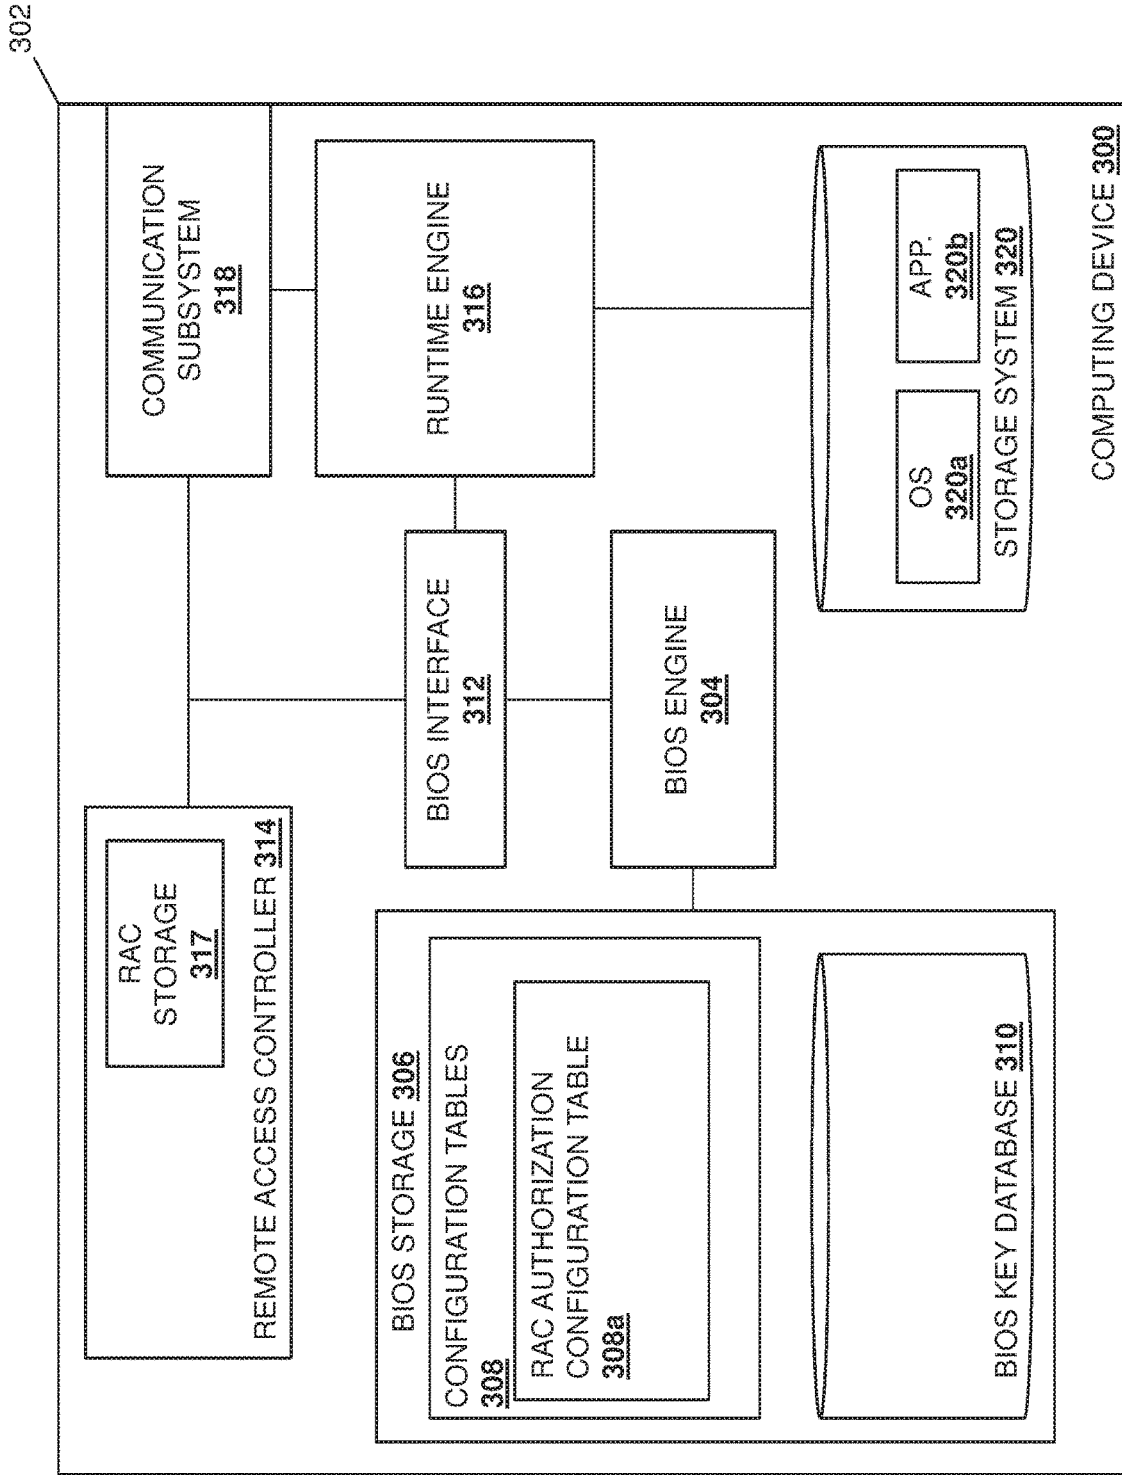 302
REMOTE ACCESS CONTROLLER 314
RAC
STORAGE
317
COMMUNICATION
SUBSYSTEM
318
BIOS STORAGE 306
CONFIGURATION TABLES
308
RAC AUTHORIZATION
CONFIGURATION TABLE
308a
BIOS KEY DATABASE 310
BIOS INTERFACE
312
BIOS ENGINE
304
RUNTIME ENGINE
316
OS
320a
APP.
320b
STORAGE SYSTEM 320
COMPUTING DEVICE 300